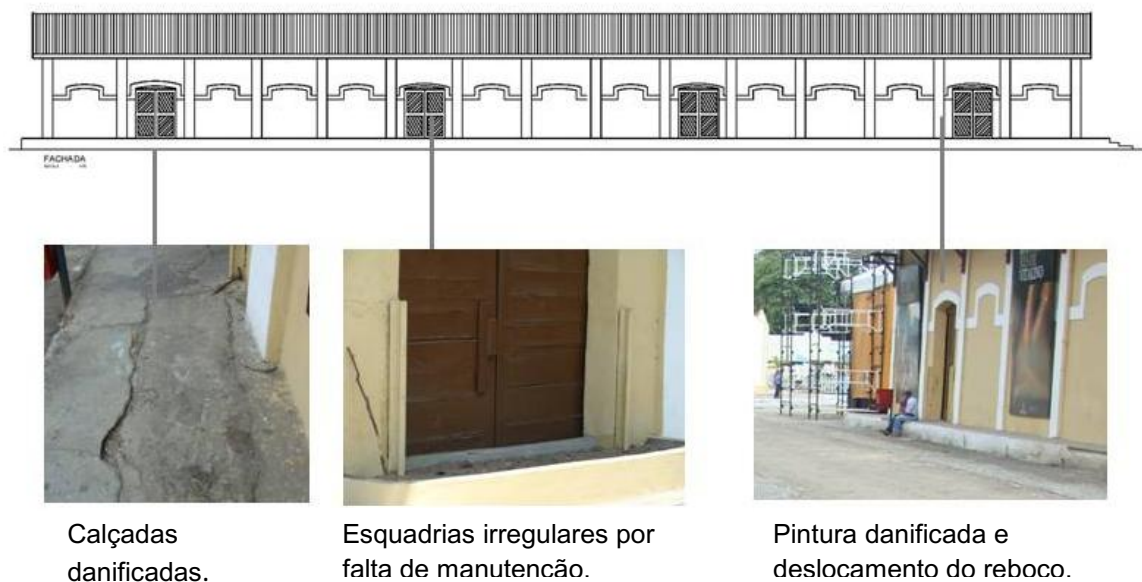 FACHADA
Calçadas
danificadas.
Esquadrias irregulares por
falta de manutenção.
Pintura danificada e
deslocamento do reboco.